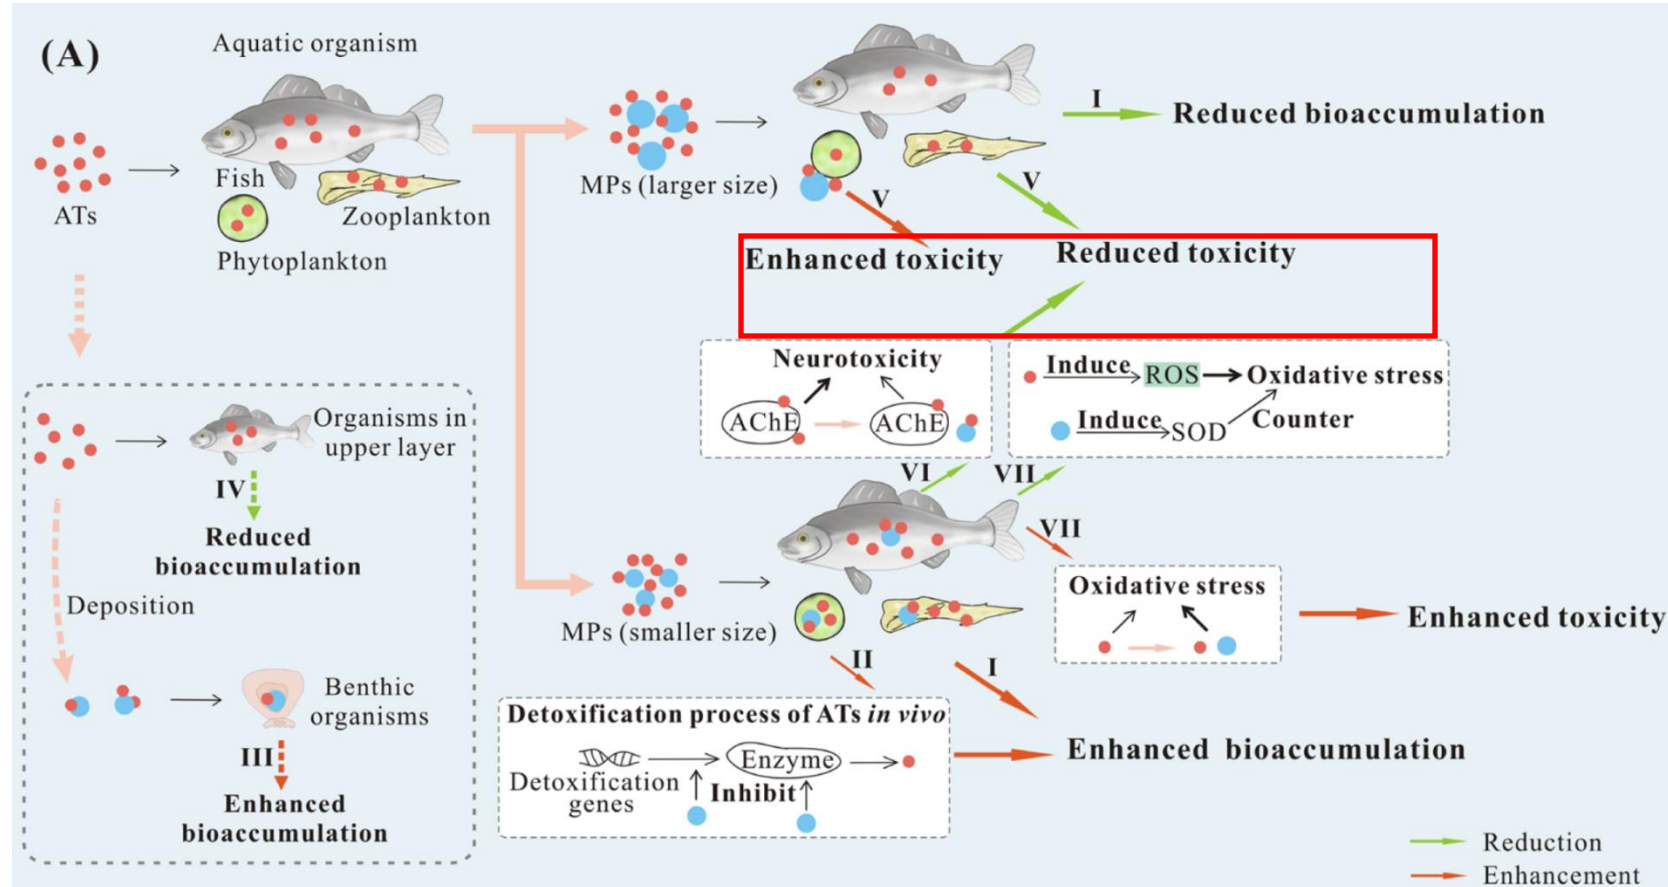 (A)
Aquatic organism
ATs
Fish
Zooplankton
Phytoplankton
MPs (larger size)
I
Reduced bioaccumulation
V
V
Enhanced toxicity
Reduced toxicity
Neurotoxicity
AChE
AChE
Induce
ROS
Oxidative stress
Induce
SOD
Counter
VI
VII
VII
Organisms in
upper layer
IV
Reduced
bioaccumulation
Deposition
Benthic
organisms
III
Enhanced
bioaccumulation
MPs (smaller size)
Oxidative stress
Enhanced toxicity
II
I
Detoxification process of ATs in vivo
Enzyme
Detoxification
genes
Inhibit
Enhanced bioaccumulation
Reduction
Enhancement